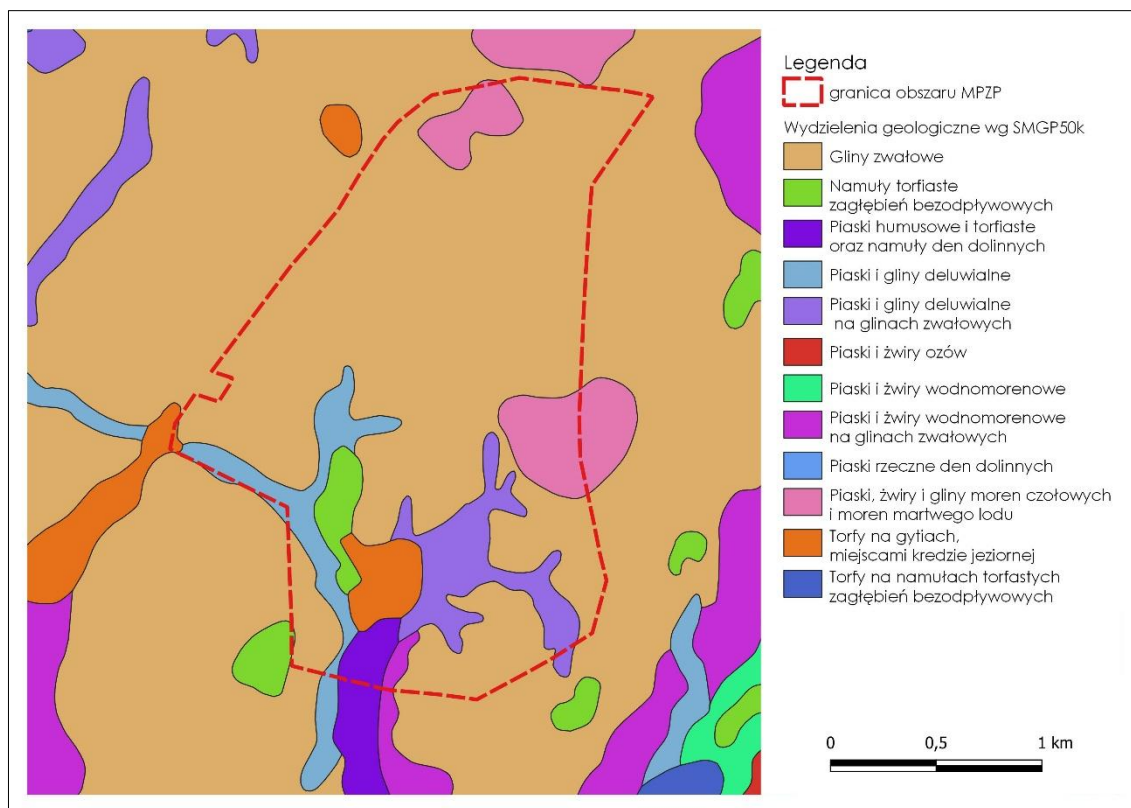 Legenda
granica obszaru MPZP
Wydzielenia geologiczne wg SMGP50k
Gliny zwałowe
Namuły torfiaste
zagłębień bezodpływowych
Piaski humusowe i torfiaste
oraz namuły den dolinnych
Piaski i gliny deluwialne
Piaski i gliny deluwialne
na glinach zwałowych
Piaski i żwiry ozów
Piaski i żwiry wodnomorenowe
Piaski i żwiry wodnomorenowe
na glinach zwałowych
Piaski rzeczne den dolinnych
Piaski, żwiry i gliny moren czołowych
i moren martwego lodu
Torfy na gytiach,
miejscami kredzie jeziornej
Torfy na namułach torfastych
zagłębień bezodpływowych
0 0,5 1 km